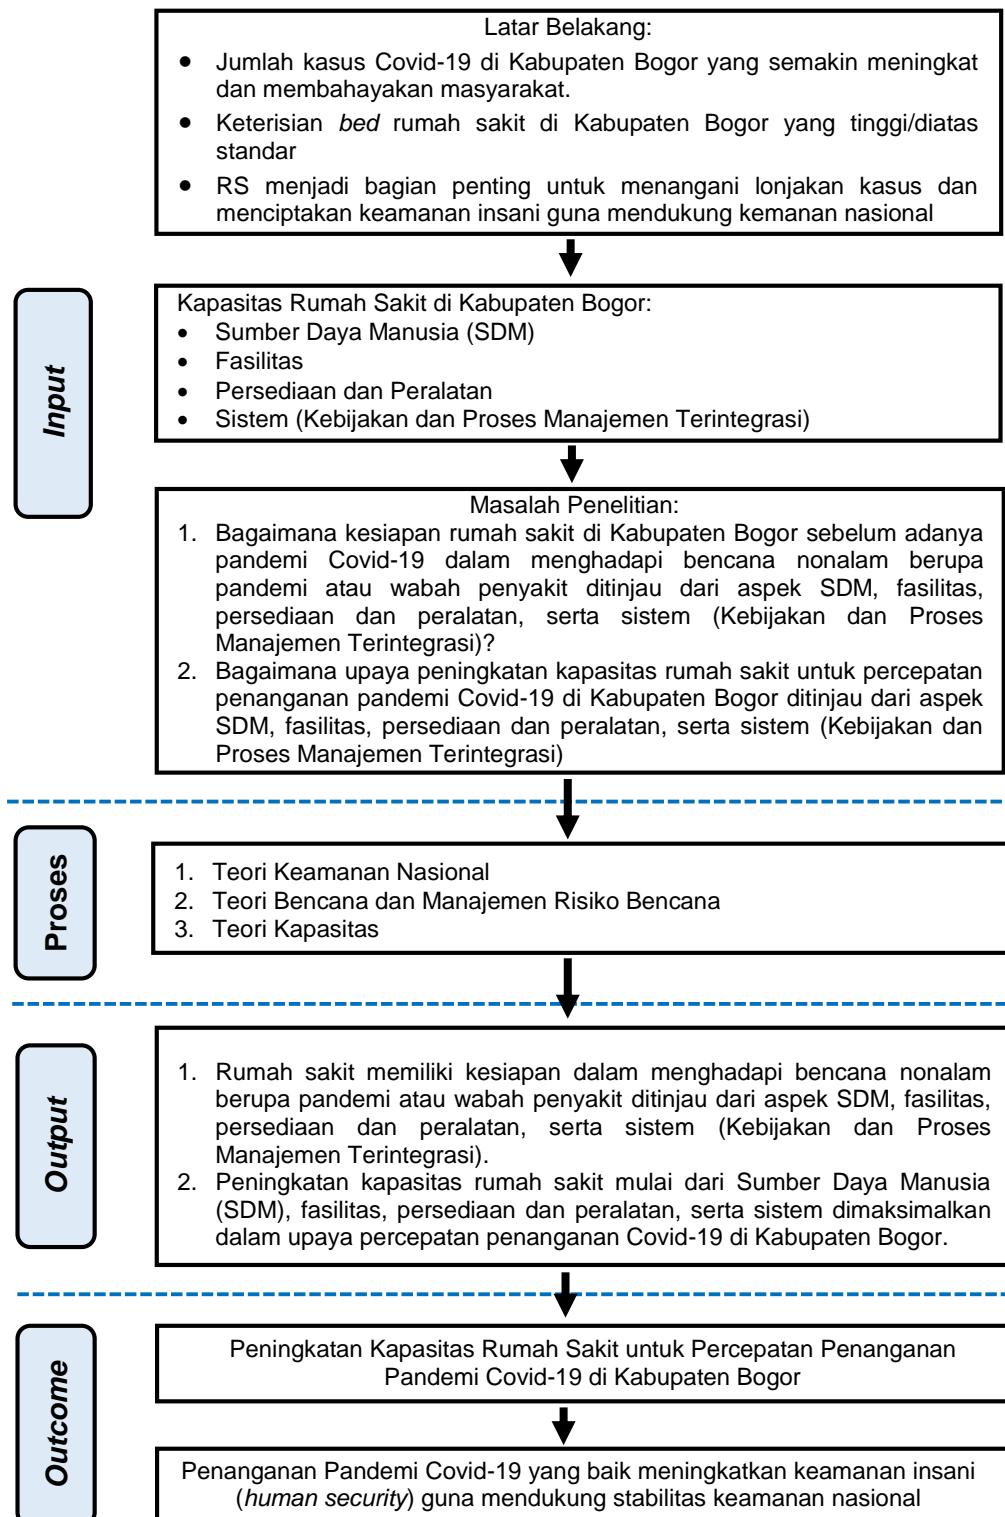 Latar Belakang:
• Jumlah kasus Covid-19 di Kabupaten Bogor yang semakin meningkat
dan membahayakan masyarakat.
• Keterisian bed rumah sakit di Kabupaten Bogor yang tinggi/diatas
standar
• RS menjadi bagian penting untuk menangani lonjakan kasus dan
menciptakan keamanan insani guna mendukung kemanan nasional
Input
Kapasitas Rumah Sakit di Kabupaten Bogor:
• Sumber Daya Manusia (SDM)
• Fasilitas
• Persediaan dan Peralatan
• Sistem (Kebijakan dan Proses Manajemen Terintegrasi)
Masalah Penelitian:
1. Bagaimana kesiapan rumah sakit di Kabupaten Bogor sebelum adanya
pandemi Covid-19 dalam menghadapi bencana nonalam berupa
pandemi atau wabah penyakit ditinjau dari aspek SDM, fasilitas,
persediaan dan peralatan, serta sistem (Kebijakan dan Proses
Manajemen Terintegrasi)?
2. Bagaimana upaya peningkatan kapasitas rumah sakit untuk percepatan
penanganan pandemi Covid-19 di Kabupaten Bogor ditinjau dari aspek
SDM, fasilitas, persediaan dan peralatan, serta sistem (Kebijakan dan
Proses Manajemen Terintegrasi)
Proses
1. Teori Keamanan Nasional
2. Teori Bencana dan Manajemen Risiko Bencana
3. Teori Kapasitas
Output
1. Rumah sakit memiliki kesiapan dalam menghadapi bencana nonalam
berupa pandemi atau wabah penyakit ditinjau dari aspek SDM, fasilitas,
persediaan dan peralatan, serta sistem (Kebijakan dan Proses
Manajemen Terintegrasi).
2. Peningkatan kapasitas rumah sakit mulai dari Sumber Daya Manusia
(SDM), fasilitas, persediaan dan peralatan, serta sistem dimaksimalkan
dalam upaya percepatan penanganan Covid-19 di Kabupaten Bogor.
Outcome
Peningkatan Kapasitas Rumah Sakit untuk Percepatan Penanganan
Pandemi Covid-19 di Kabupaten Bogor
Penanganan Pandemi Covid-19 yang baik meningkatkan keamanan insani
(human security) guna mendukung stabilitas keamanan nasional